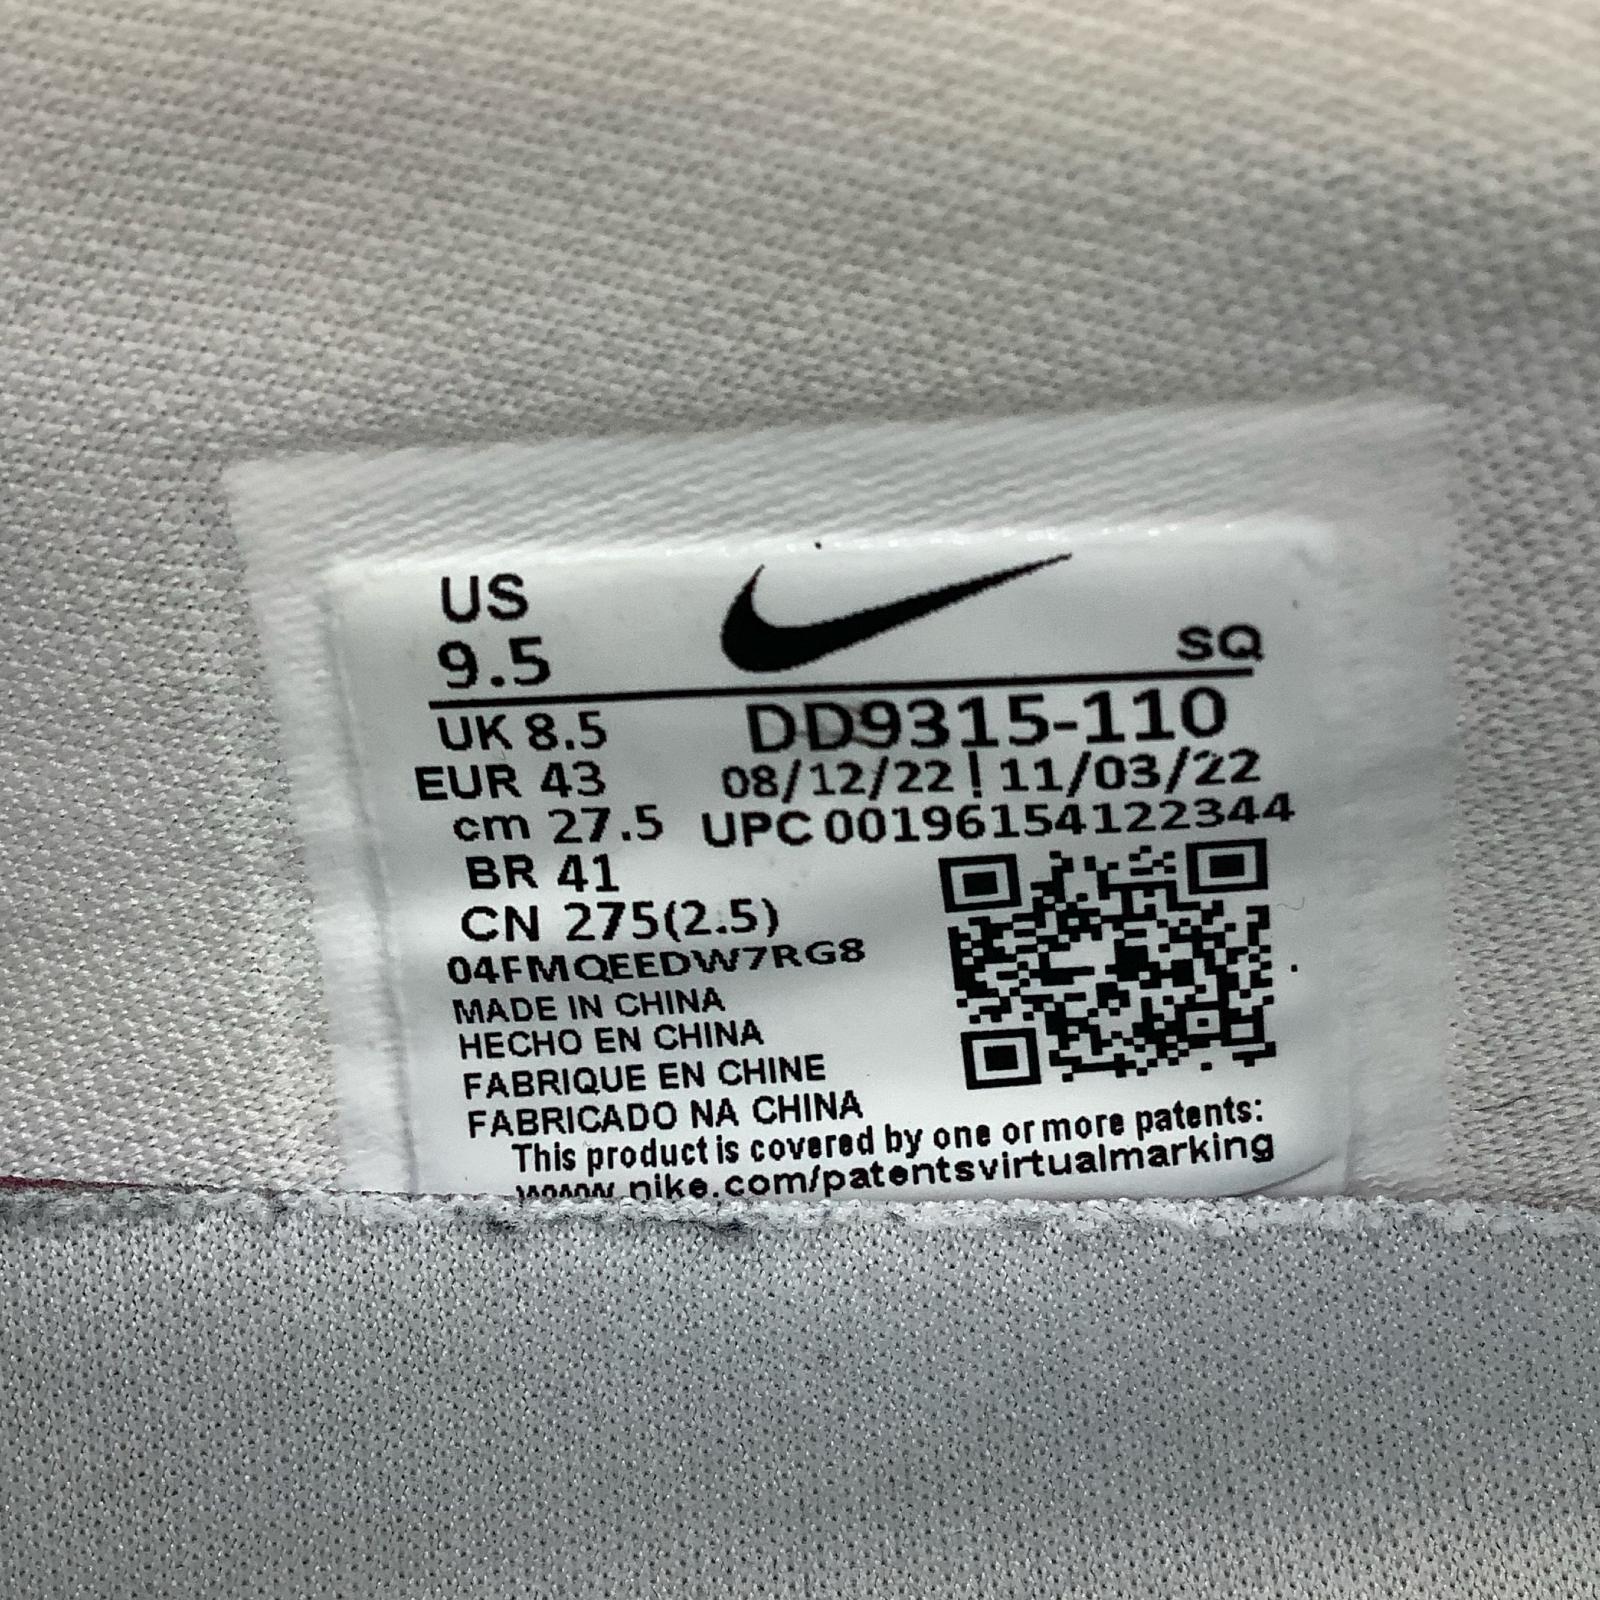 US
9.5
SQ
UK 8.5
DD9315-110
EUR 43
08/12/22 | 11/03/22
cm 27.5
UPC 00196154122344
BR 41
CN 275(2.5)
04FMQEEDW7RG8
MADE IN CHINA
HECHO EN CHINA
FABRIQUE EN CHINE
FABRICADO NA CHINA
This product is covered by one or more patents:
www.nike.com/patentsvirtualmarking